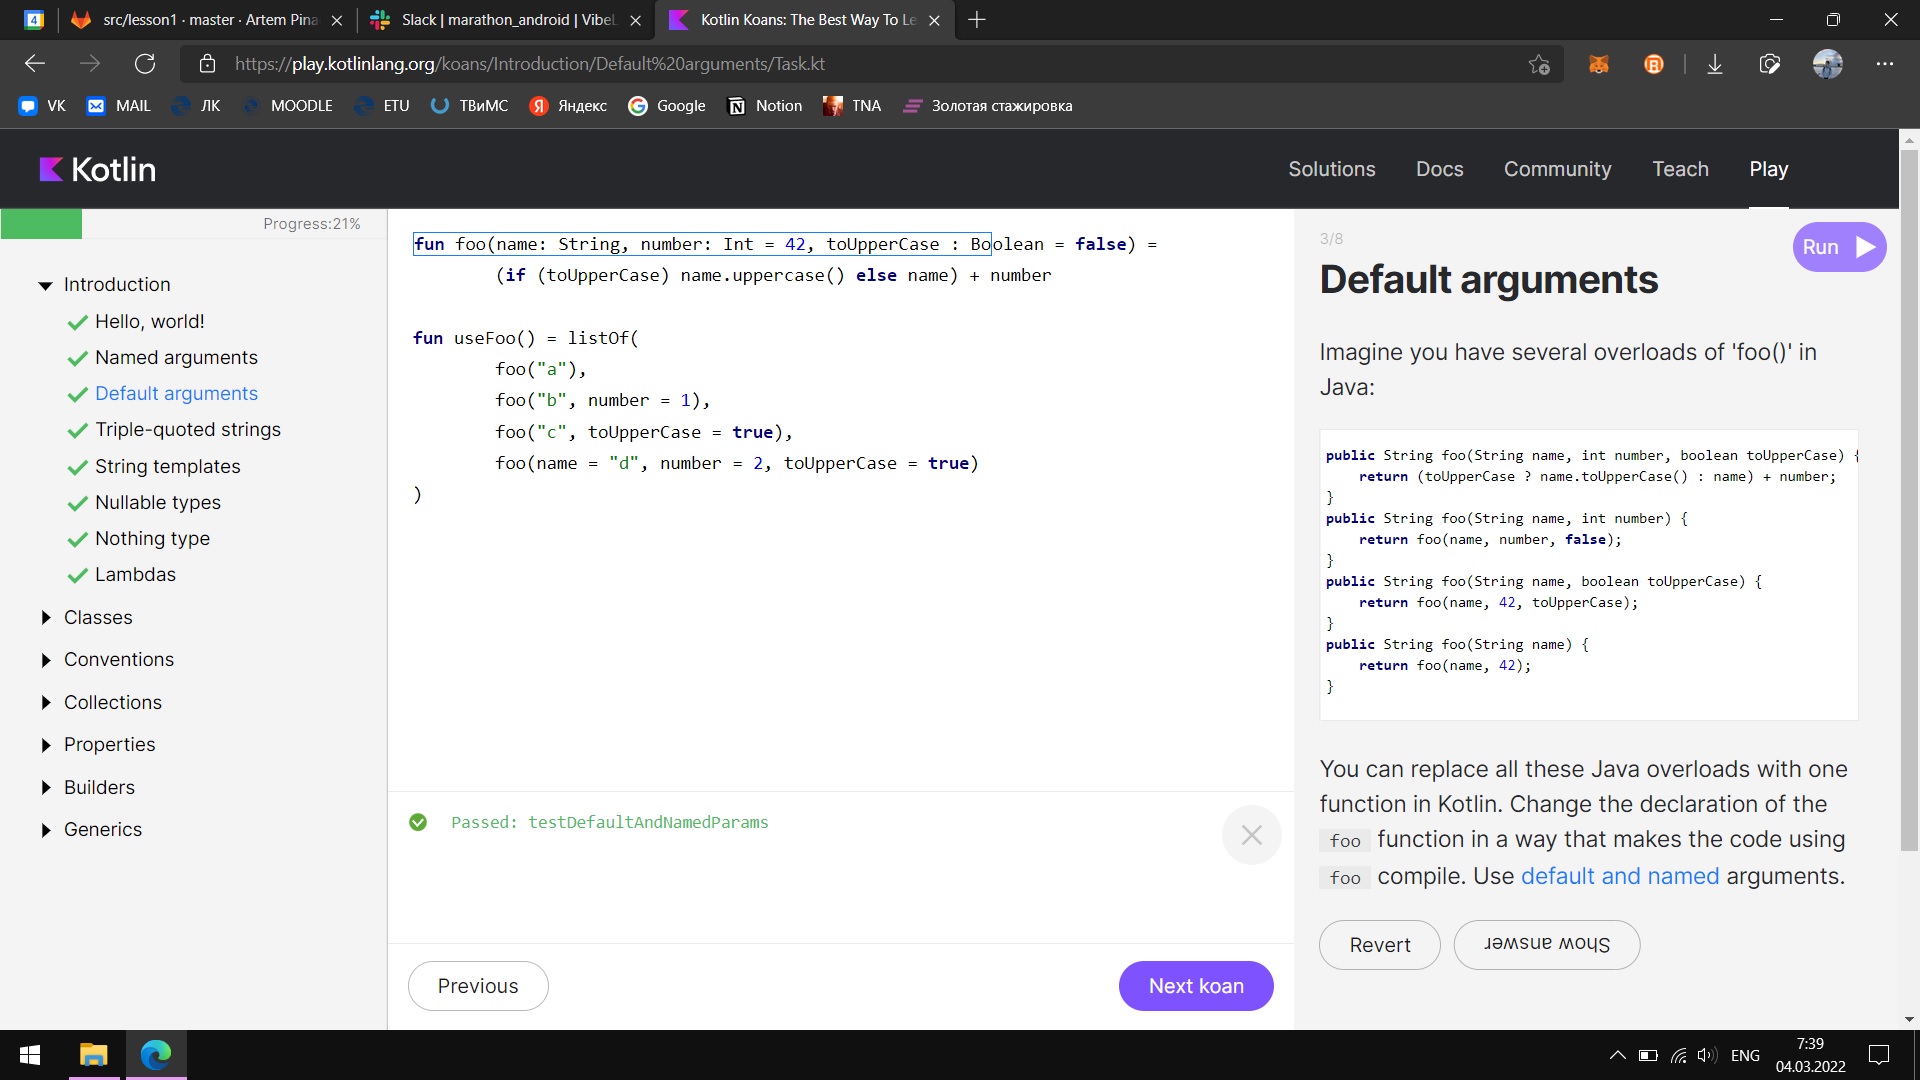 4
src/lesson1 · master · Artem Pina
Slack | marathon_android | VibeL
Kotlin Koans: The Best Way To Le
https://play.kotlinlang.org/koans/Introduction/Default%20arguments/Task.kt
VK
MAIL
ЛК
MOODLE
ETU
ТВиМС
Яндекс
Google
Notion
TNA
Золотая стажировка
Kotlin
Solutions
Docs
Community
Teach
Play
Progress:21%
Introduction
Hello, world!
Named arguments
Default arguments
Triple-quoted strings
String templates
Nullable types
Nothing type
Lambdas
Classes
Conventions
Collections
Properties
Builders
Generics
fun foo(name: String, number: Int = 42, toUpperCase : Boolean = false) =
(if (toUpperCase) name.uppercase() else name) + number
fun useFoo() = listOf(
foo("a"),
foo("b", number = 1),
foo("c", toUpperCase = true),
foo(name = "d", number = 2, toUpperCase = true)
)
Passed: testDefaultAndNamedParams
Previous
Next koan
3/8
Run
Default arguments
Imagine you have several overloads of 'foo()' in
Java:
public String foo(String name, int number, boolean toUpperCase) {
return (toUpperCase ? name.toUpperCase() : name) + number;
}
public String foo(String name, int number) {
return foo(name, number, false);
}
public String foo(String name, boolean toUpperCase) {
return foo(name, 42, toUpperCase);
}
public String foo(String name) {
return foo(name, 42);
}
You can replace all these Java overloads with one
function in Kotlin. Change the declaration of the
foo function in a way that makes the code using
foo compile. Use default and named arguments.
Revert
Show answer
ENG
7:39
04.03.2022